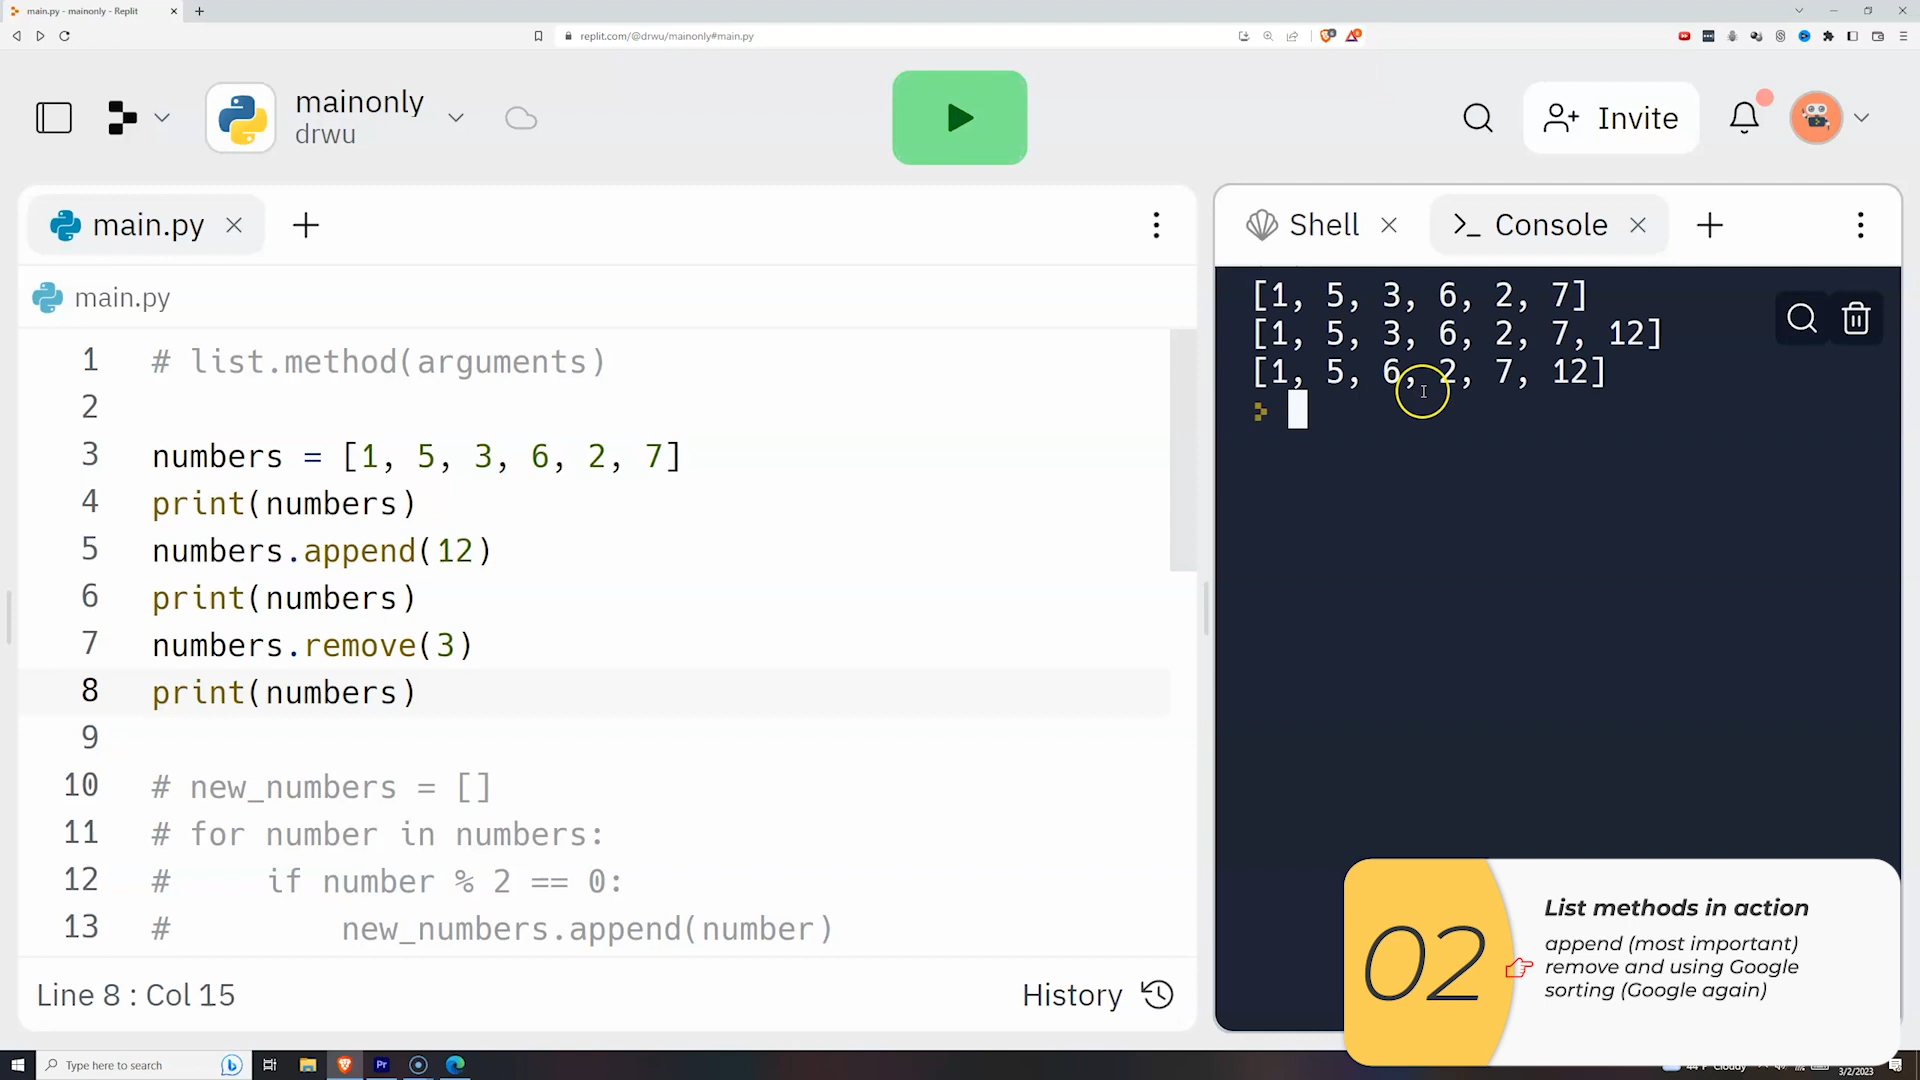 main.py - mainonly - Replit
replit.com/@drwu/mainonly#main.py
mainonly
drwu
Invite
main.py
main.py
1 # list.method(arguments)
2
3 numbers = [1, 5, 3, 6, 2, 7]
4 print(numbers)
5 numbers.append(12)
6 print(numbers)
7 numbers.remove(3)
8 print(numbers)
9
10 # new_numbers = []
11 # for number in numbers:
12 #     if number % 2 == 0:
13 #         new_numbers.append(number)
Line 8 : Col 15
History
Shell
Console
[1, 5, 3, 6, 2, 7]
[1, 5, 3, 6, 2, 7, 12]
[1, 5, 6, 2, 7, 12]
02
List methods in action
append (most important)
remove and using Google
sorting (Google again)
Type here to search
Pr
3/2/2023